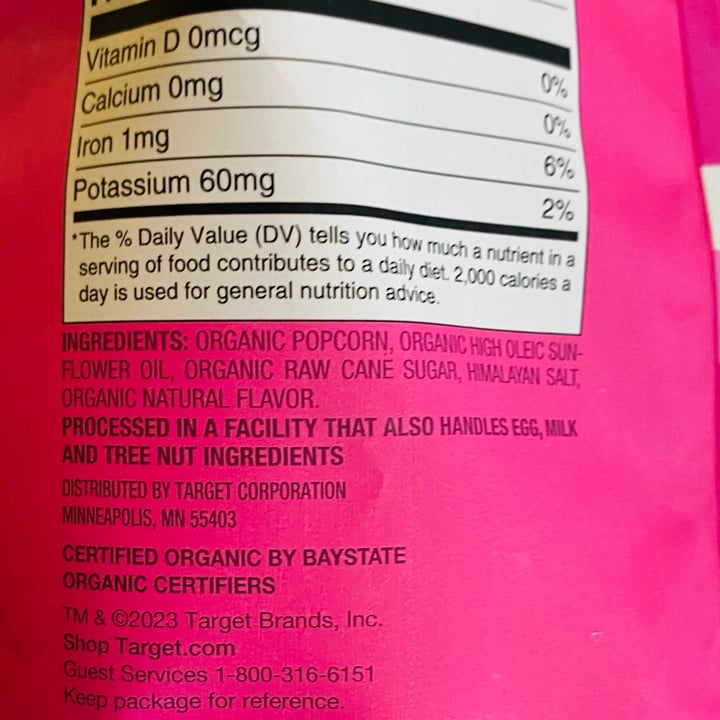 Vitamin D 0mcg 0%
Calcium 0mg 0%
Iron 1mg 6%
Potassium 60mg 2%
*The % Daily Value (DV) tells you how much a nutrient in a
serving of food contributes to a daily diet. 2,000 calories a
day is used for general nutrition advice.
INGREDIENTS: ORGANIC POPCORN, ORGANIC HIGH OLEIC SUN-
FLOWER OIL, ORGANIC RAW CANE SUGAR, HIMALAYAN SALT,
ORGANIC NATURAL FLAVOR.
PROCESSED IN A FACILITY THAT ALSO HANDLES EGG, MILK
AND TREE NUT INGREDIENTS
DISTRIBUTED BY TARGET CORPORATION
MINNEAPOLIS, MN 55403
CERTIFIED ORGANIC BY BAYSTATE
ORGANIC CERTIFIERS
TM & ©2023 Target Brands, Inc.
Shop Target.com
Guest Services 1-800-316-6151
Keep package for reference.